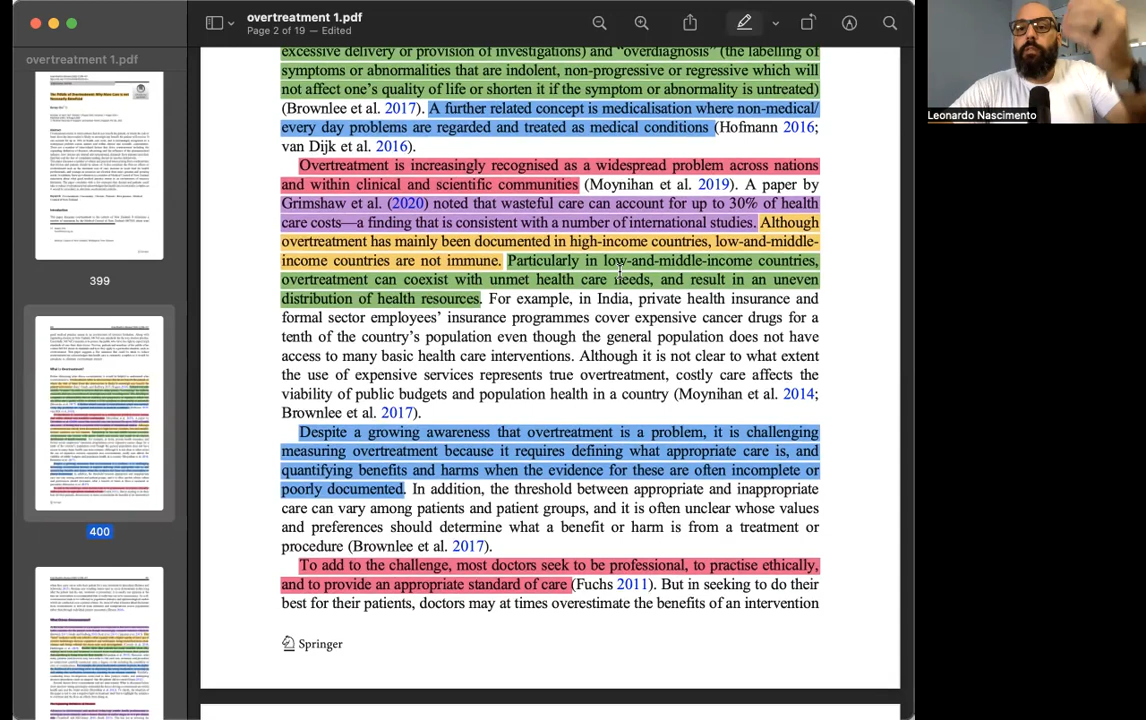 overtreatment 1.pdf
Page 2 of 19 — Edited
overtreatment 1.pdf
399
400
excessive delivery or provision of investigations) and “overdiagnosis” (the labelling of
symptoms or abnormalities that are indolent, non-progressive or regressive which will
not affect one’s quality of life or shorten it if the symptom or abnormality is untreated)
(Brownlee et al. 2017). A further related concept is medicalisation where non-medical/
every day problems are regarded and treated as medical conditions (Hofmann 2016;
van Dijk et al. 2016).
Overtreatment is increasingly recognised as a widespread problem across nations
and within clinical and scientific communities (Moynihan et al. 2019). A paper by
Grimshaw et al. (2020) noted that wasteful care can account for up to 30% of health
care costs—a finding that is consistent with a number of international studies. Although
overtreatment has mainly been documented in high-income countries, low-and-middle-
income countries are not immune. Particularly in low-and-middle-income countries,
overtreatment can coexist with unmet health care needs, and result in an uneven
distribution of health resources. For example, in India, private health insurance and
formal sector employees’ insurance programmes cover expensive cancer drugs for a
tenth of the country’s population even though the general population does not have
access to many basic health care interventions. Although it is not clear to what extent
the use of expensive services represents true overtreatment, costly care affects the
viability of public budgets and population health in a country (Moynihan et al. 2014;
Brownlee et al. 2017).
Despite a growing awareness that overtreatment is a problem, it is challenging
measuring overtreatment because it requires defining what appropriate care is, and
quantifying benefits and harms when the evidence for these are often incomplete or
poorly documented. In addition, the threshold between appropriate and inappropriate
care can vary among patients and patient groups, and it is often unclear whose values
and preferences should determine what a benefit or harm is from a treatment or
procedure (Brownlee et al. 2017).
To add to the challenge, most doctors seek to be professional, to practise ethically,
and to provide an appropriate standard of care (Fuchs 2011). But in seeking to do their
best for their patients, doctors may at times overestimate the benefits of an intervention
Springer
Leonardo Nascimento